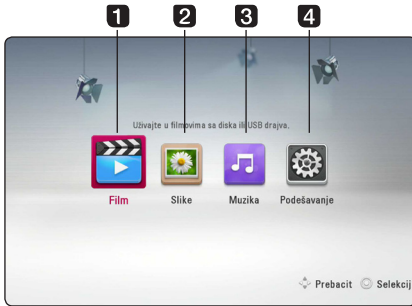 1 2 3 4
Uživajte u filmovima sa diska ili USB drajva.
Film Slike Muzika Podešavanje
Prebacit Selekcij